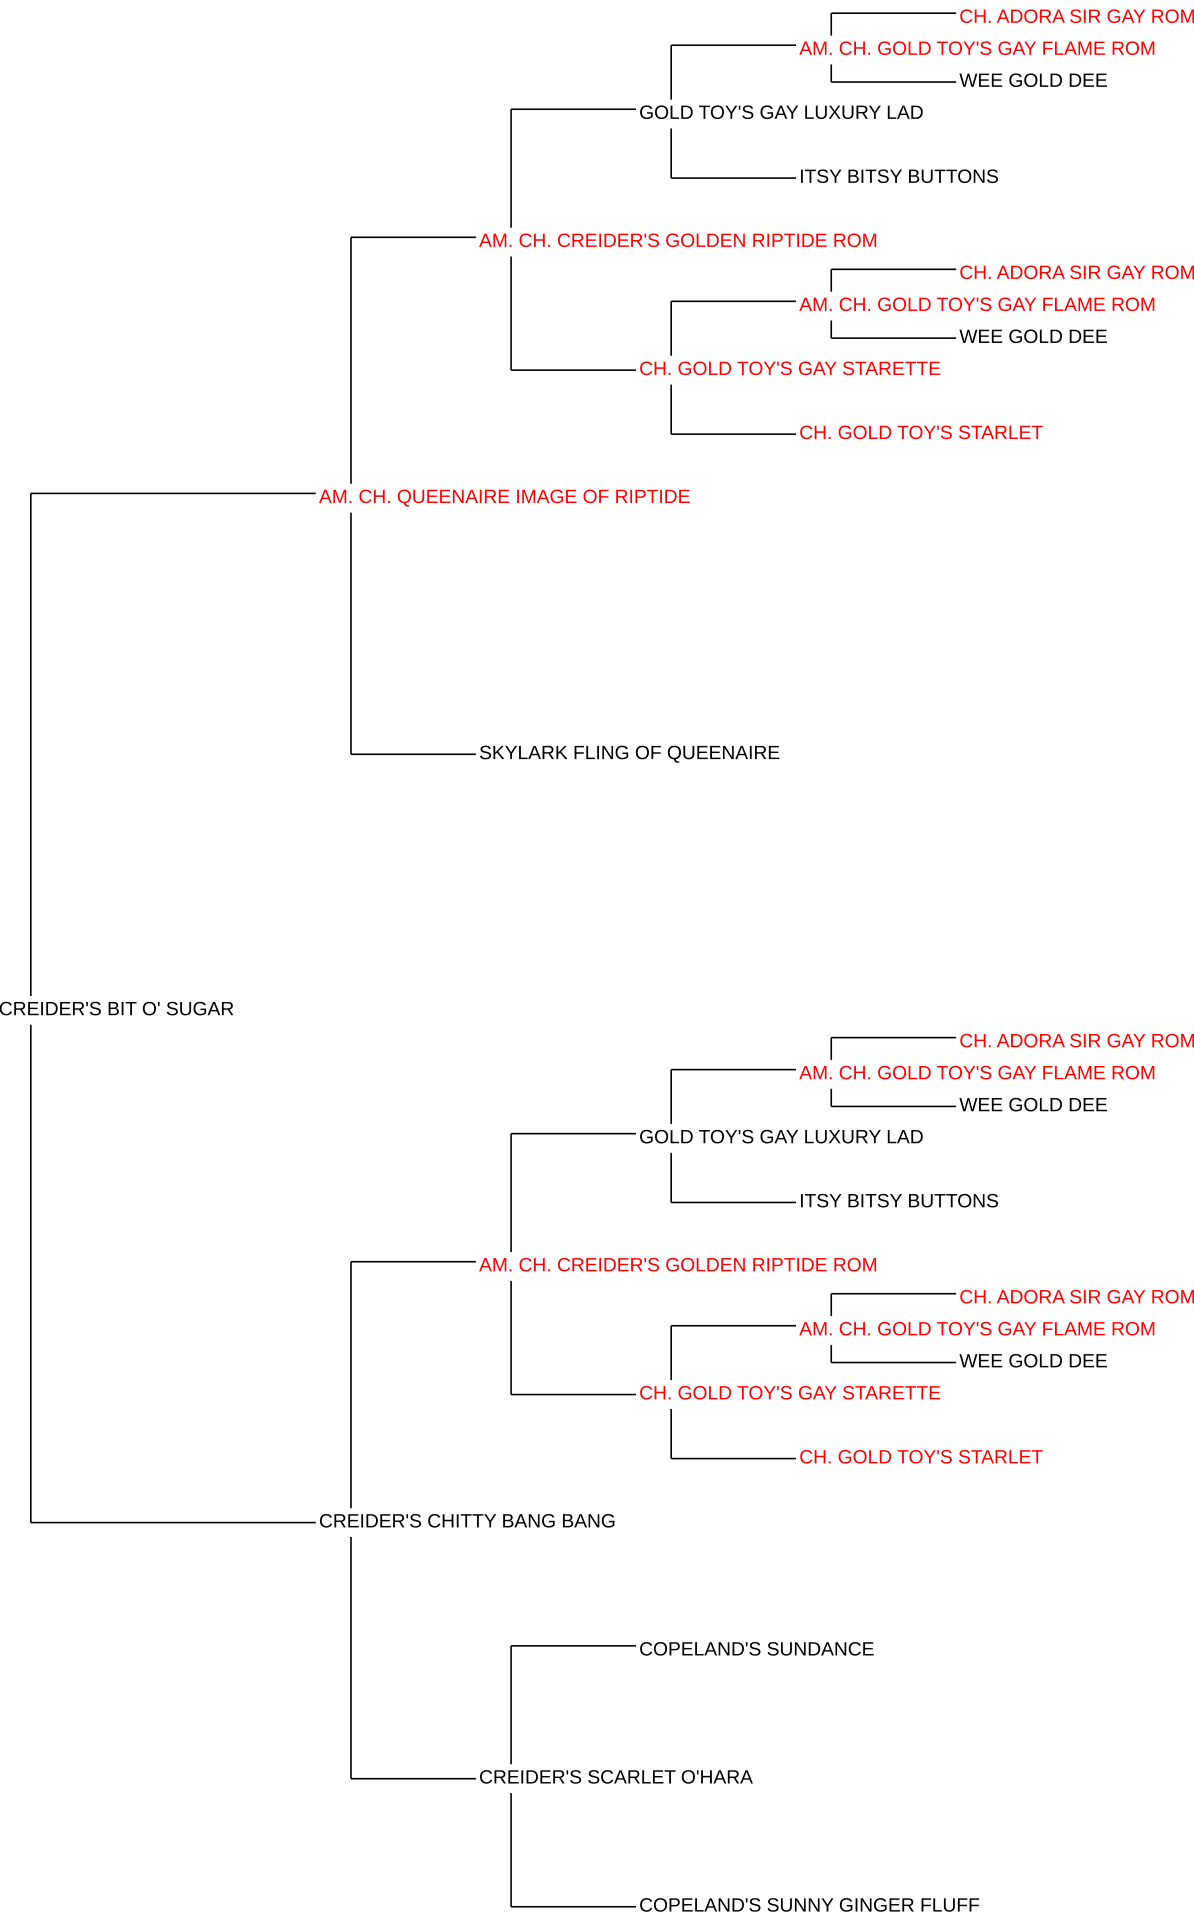 CH. ADORA SIR GAY ROM
AM. CH. GOLD TOY'S GAY FLAME ROM
WEE GOLD DEE
GOLD TOY'S GAY LUXURY LAD
ITSY BITSY BUTTONS
AM. CH. CREIDER'S GOLDEN RIPTIDE ROM
CH. ADORA SIR GAY ROM
AM. CH. GOLD TOY'S GAY FLAME ROM
WEE GOLD DEE
CH. GOLD TOY'S GAY STARETTE
CH. GOLD TOY'S STARLET
AM. CH. QUEENAIRE IMAGE OF RIPTIDE
SKYLARK FLING OF QUEENAIRE
CREIDER'S BIT O' SUGAR
CH. ADORA SIR GAY ROM
AM. CH. GOLD TOY'S GAY FLAME ROM
WEE GOLD DEE
GOLD TOY'S GAY LUXURY LAD
ITSY BITSY BUTTONS
AM. CH. CREIDER'S GOLDEN RIPTIDE ROM
CH. ADORA SIR GAY ROM
AM. CH. GOLD TOY'S GAY FLAME ROM
WEE GOLD DEE
CH. GOLD TOY'S GAY STARETTE
CH. GOLD TOY'S STARLET
CREIDER'S CHITTY BANG BANG
COPELAND'S SUNDANCE
CREIDER'S SCARLET O'HARA
COPELAND'S SUNNY GINGER FLUFF